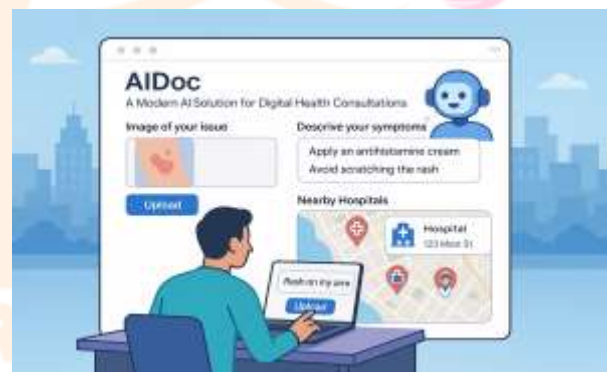 AIDoc
A Modern AI Solution for Digital Health Consultations
Image of your issue
Upload
Descrive your symptoms
Apply an antihistamine cream
Avoid scratching the rash
Nearby Hospitals
Hospital
123 Main St
Rash on my arm
Upload